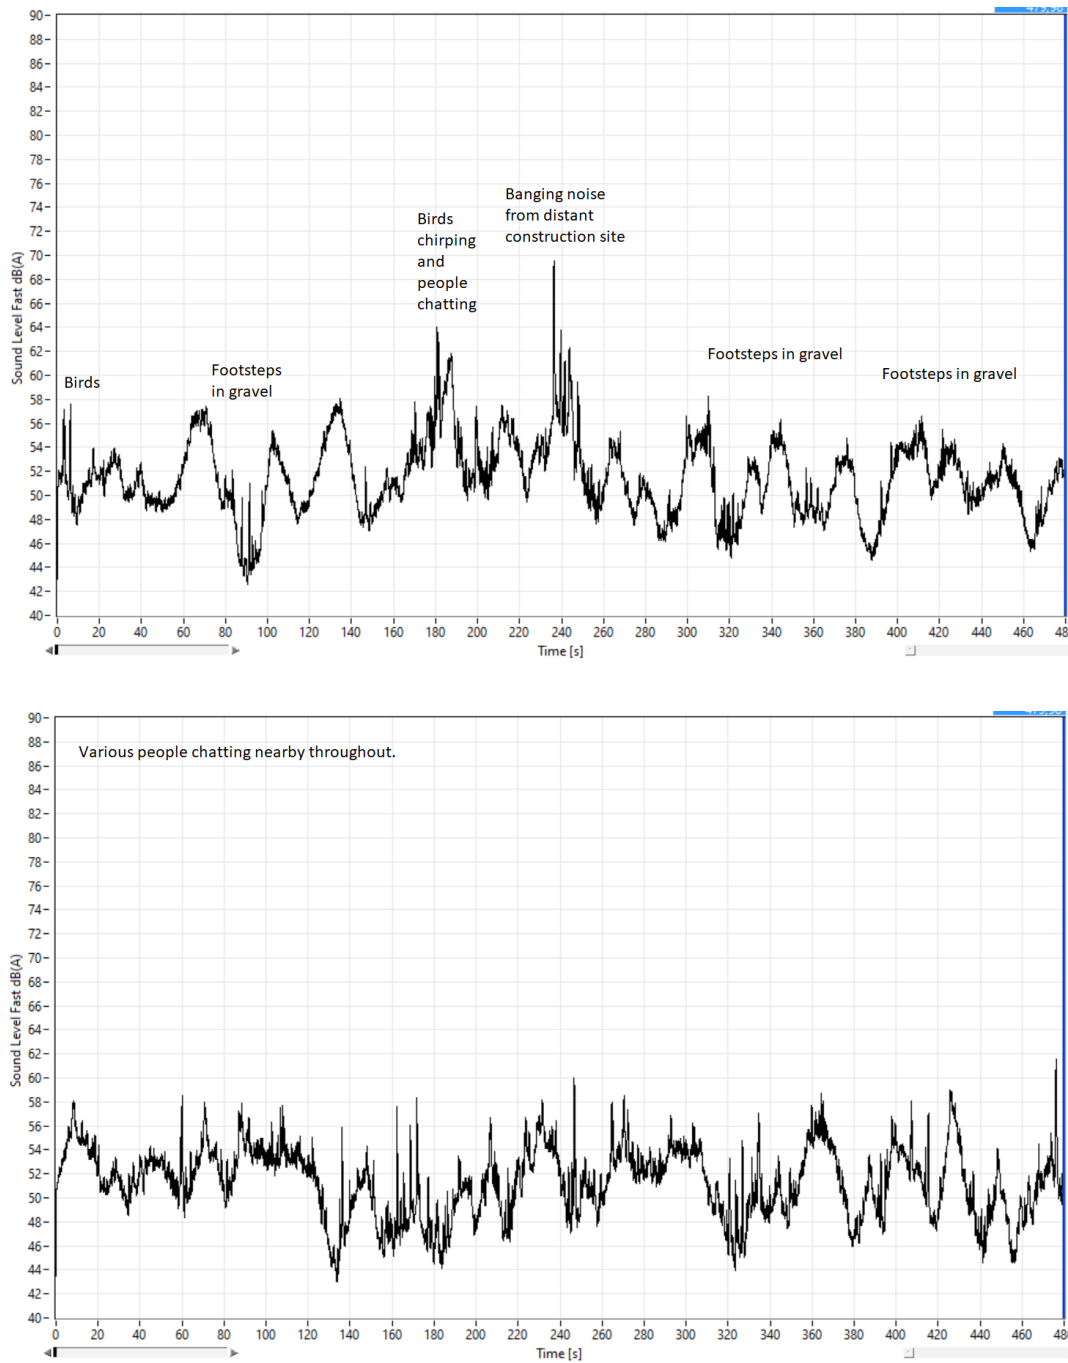 90
88
86
84
82
80
78
76
74
72
70
68
66
64
62
60
58
56
54
52
50
48
46
44
42
40
Sound Level Fast dB(A)
Banging noise
from distant
construction site
Birds
chirping
and
people
chatting
Footsteps in gravel
Footsteps
in gravel
Footsteps in gravel
Birds
0 20 40 60 80 100 120 140 160 180 200 220 240 260 280 300 320 340 360 380 400 420 440 460 48
Time [s]
90
88
86
84
82
80
78
76
74
72
70
68
66
64
62
60
58
56
54
52
50
48
46
44
42
40
Sound Level Fast dB(A)
Various people chatting nearby throughout.
0 20 40 60 80 100 120 140 160 180 200 220 240 260 280 300 320 340 360 380 400 420 440 460 48
Time [s]